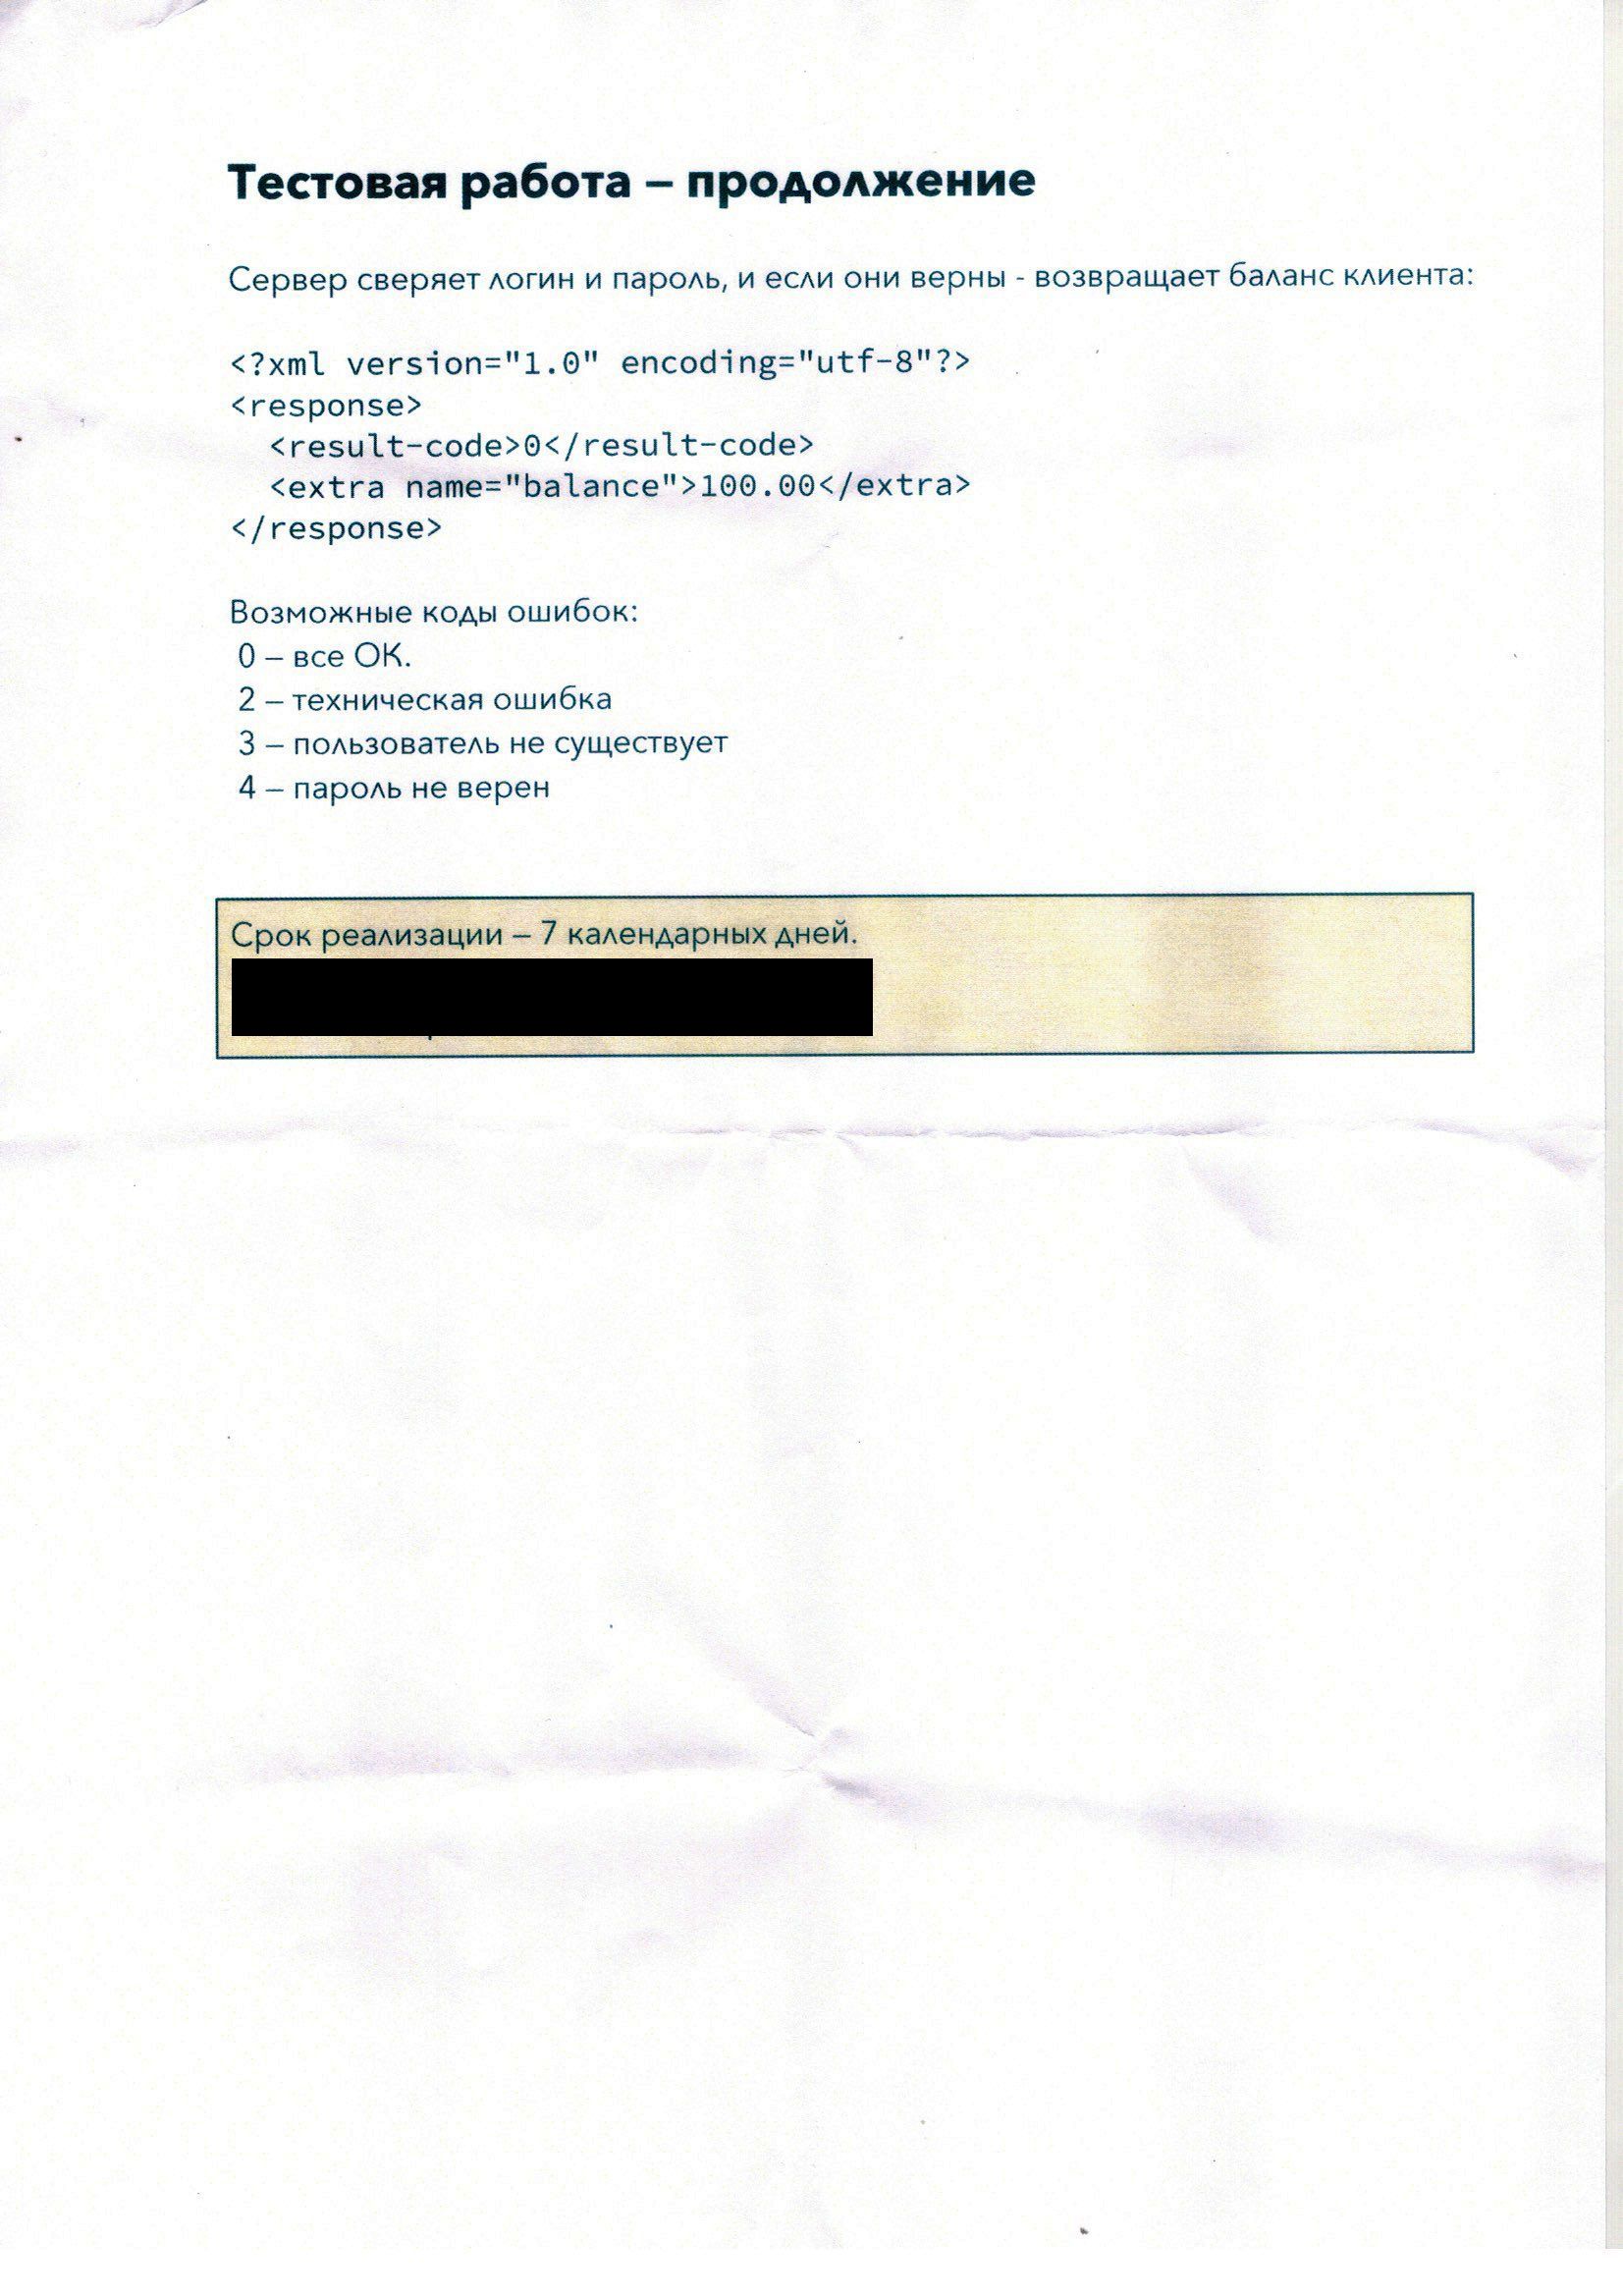 Тестовая работа – продолжение
Сервер сверяет логин и пароль, и если они верны - возвращает баланс клиента:
<?xml version="1.0" encoding="utf-8"?>
<response>
  <result-code>0</result-code>
  <extra name="balance">100.00</extra>
</response>
Возможные коды ошибок:
0 – все ОК.
2 – техническая ошибка
3 – пользователь не существует
4 – пароль не верен
Срок реализации – 7 календарных дней.